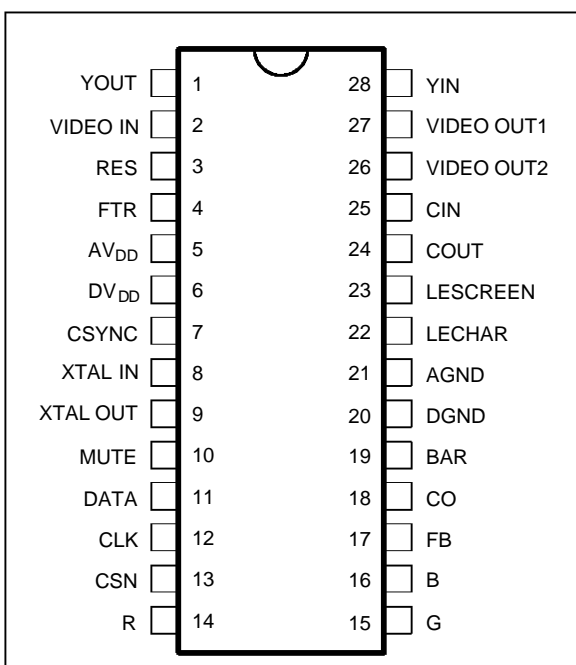 YOUT 1 28 YIN
VIDEO IN 2 27 VIDEO OUT1
RES 3 26 VIDEO OUT2
FTR 4 25 CIN
AVDD 5 24 COUT
DVDD 6 23 LESCREEN
CSYNC 7 22 LECHAR
XTAL IN 8 21 AGND
XTAL OUT 9 20 DGND
MUTE 10 19 BAR
DATA 11 18 CO
CLK 12 17 FB
CSN 13 16 B
R 14 15 G